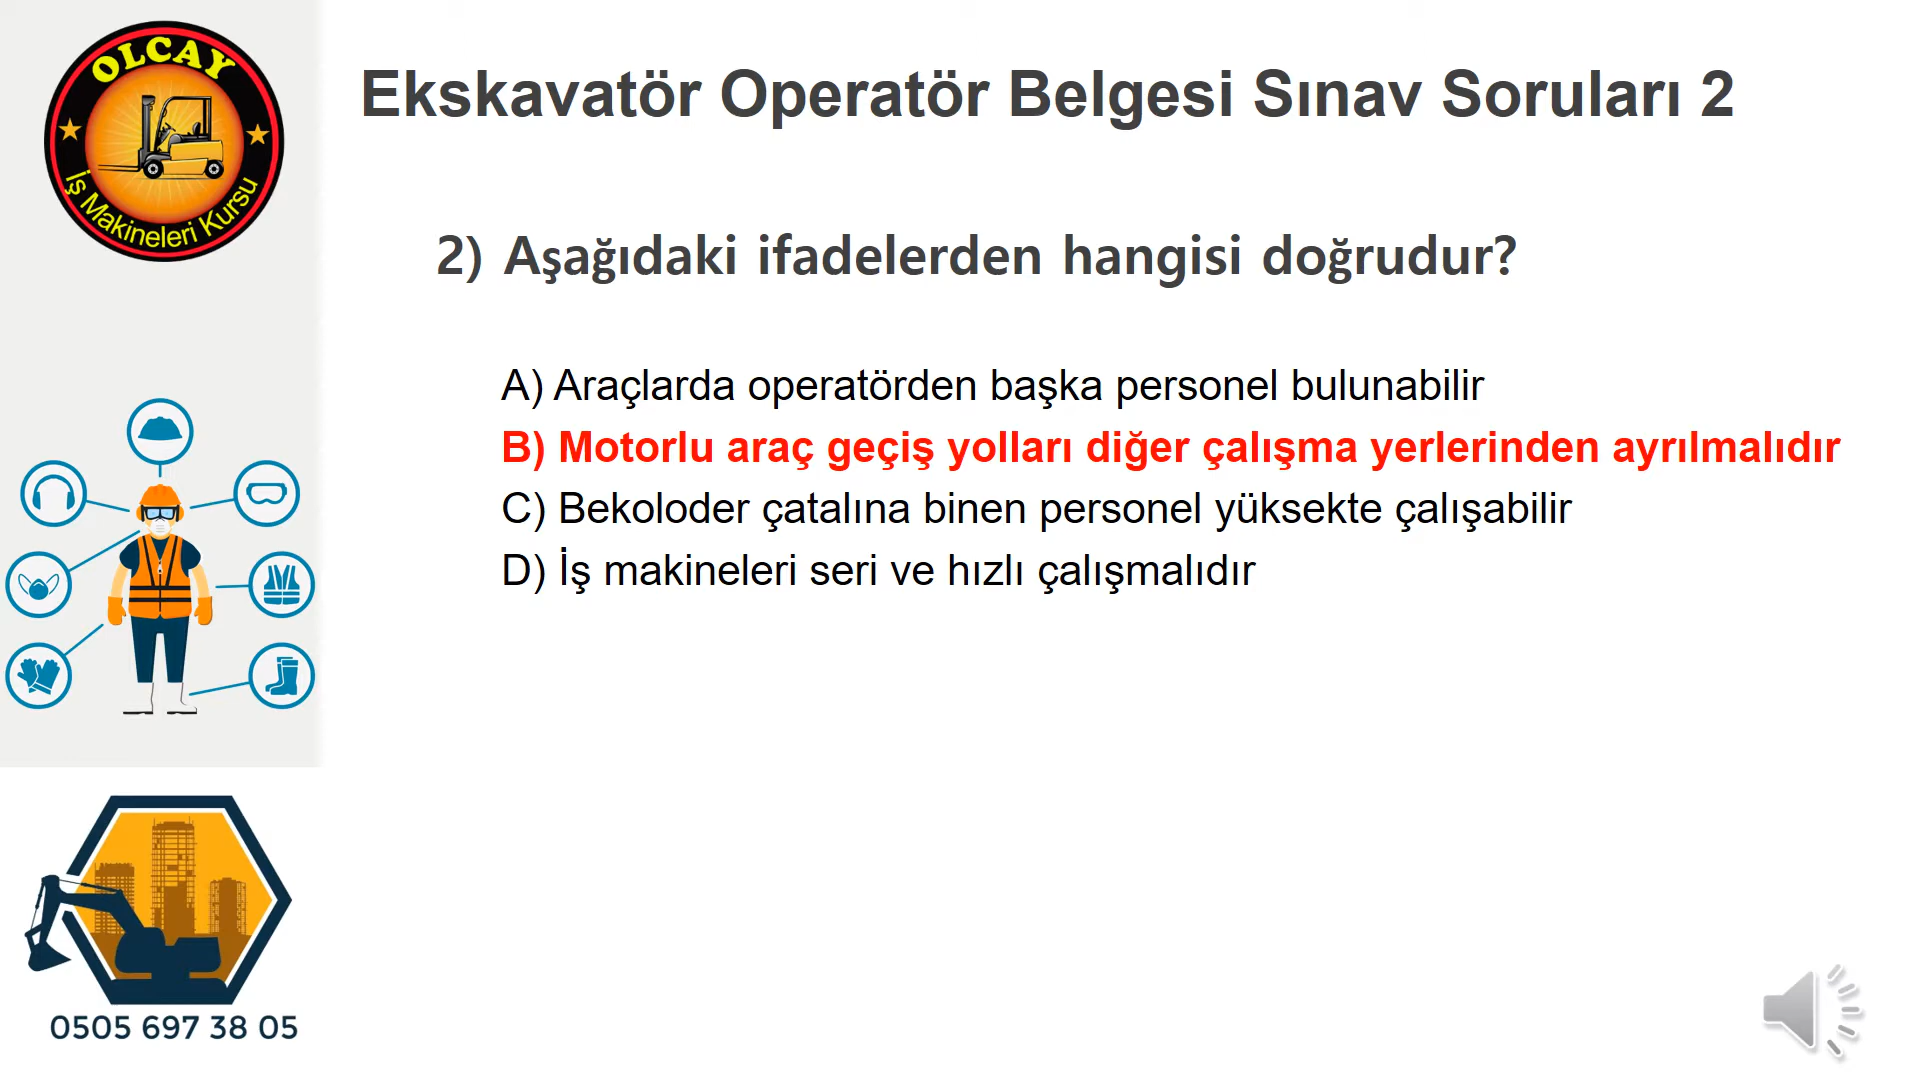 OLCAY
İş Makineleri Kursu
Ekskavatör Operatör Belgesi Sınav Soruları 2
2) Aşağıdaki ifadelerden hangisi doğrudur?
A) Araçlarda operatörden başka personel bulunabilir
B) Motorlu araç geçiş yolları diğer çalışma yerlerinden ayrılmalıdır
C) Bekoloder çatalına binen personel yüksekte çalışabilir
D) İş makineleri seri ve hızlı çalışmalıdır
0505 697 38 05